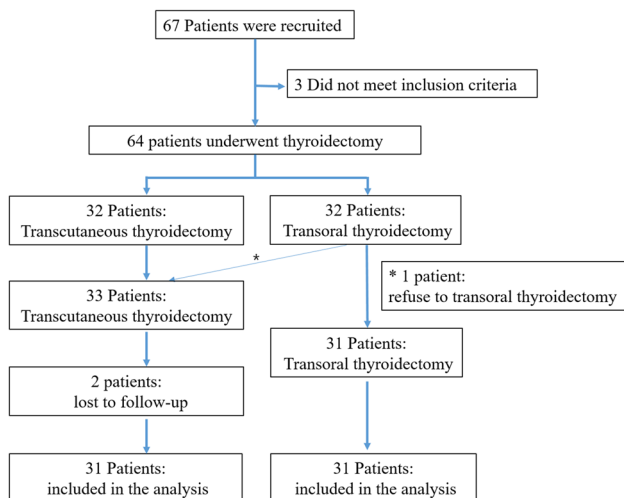 67 Patients were recruited
3 Did not meet inclusion criteria
64 patients underwent thyroidectomy
32 Patients:
Transcutaneous thyroidectomy
32 Patients:
Transoral thyroidectomy
*
* 1 patient:
refuse to transoral thyroidectomy
33 Patients:
Transcutaneous thyroidectomy
31 Patients:
Transoral thyroidectomy
2 patients:
lost to follow-up
31 Patients:
included in the analysis
31 Patients:
included in the analysis